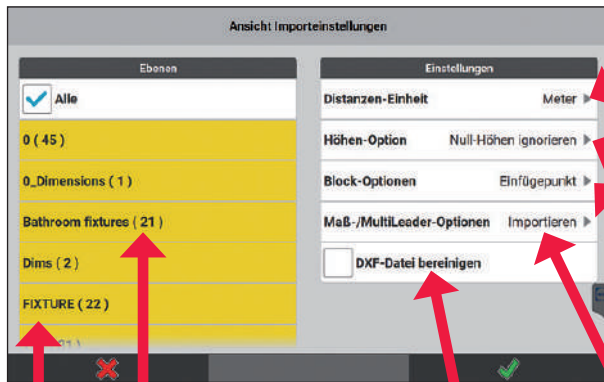 Ansicht Importeinstellungen
Ebenen
Alle
0 ( 45 )
0_Dimensions ( 1 )
Bathroom fixtures ( 21 )
Dims ( 2 )
FIXTURE ( 22 )
Einstellungen
Distanzen-Einheit Meter
Höhen-Option Null-Höhen ignorieren
Block-Optionen Einfügepunkt
Maß-/MultiLeader-Optionen Importieren
DXF-Datei bereinigen